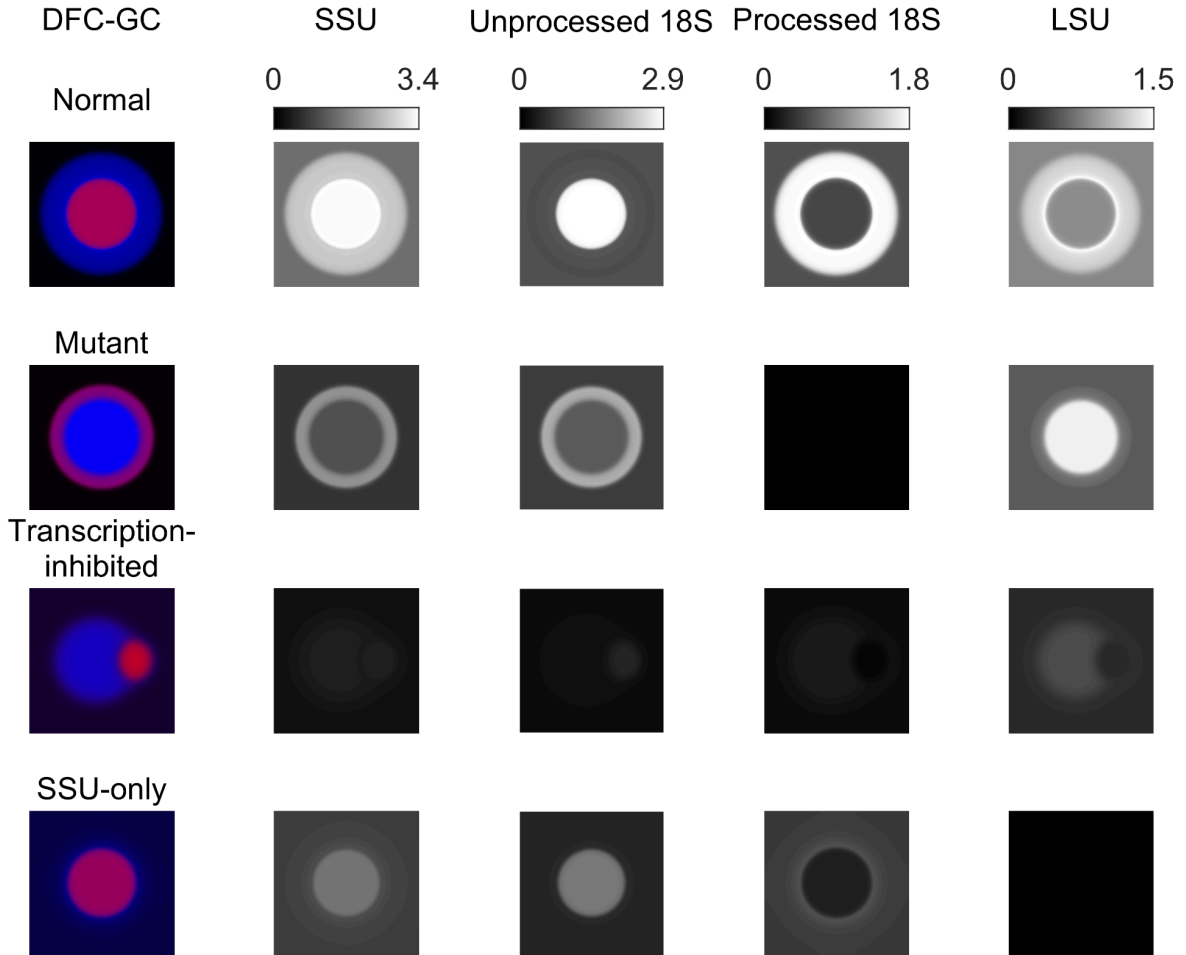 DFC-GC SSU Unprocessed 18S Processed 18S LSU
0 3.4 0 2.9 0 1.8 0 1.5
Normal
Mutant
Transcription-
inhibited
SSU-only